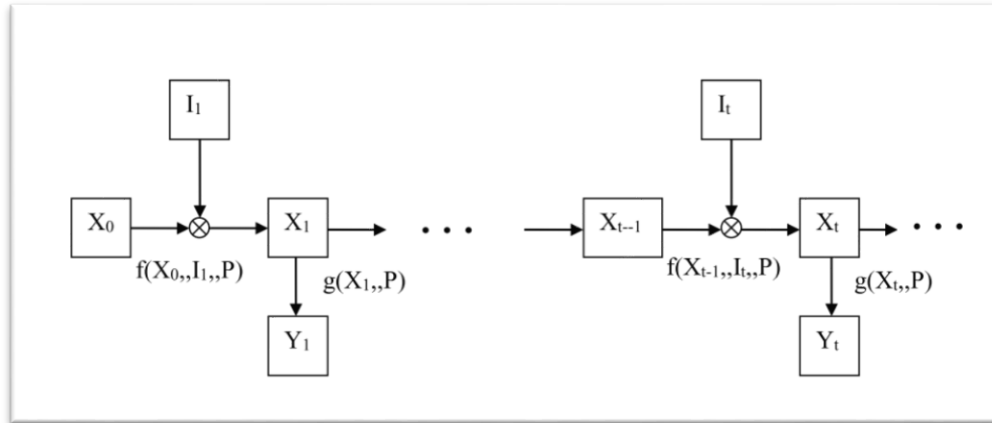 I₁
Iₜ
X₀
X₁
• • •
Xₜ--₁
Xₜ
• • •
f(X₀,,I₁,,P)
g(X₁,,P)
f(Xₜ-₁,,Iₜ,,P)
g(Xₜ,,P)
Y₁
Yₜ